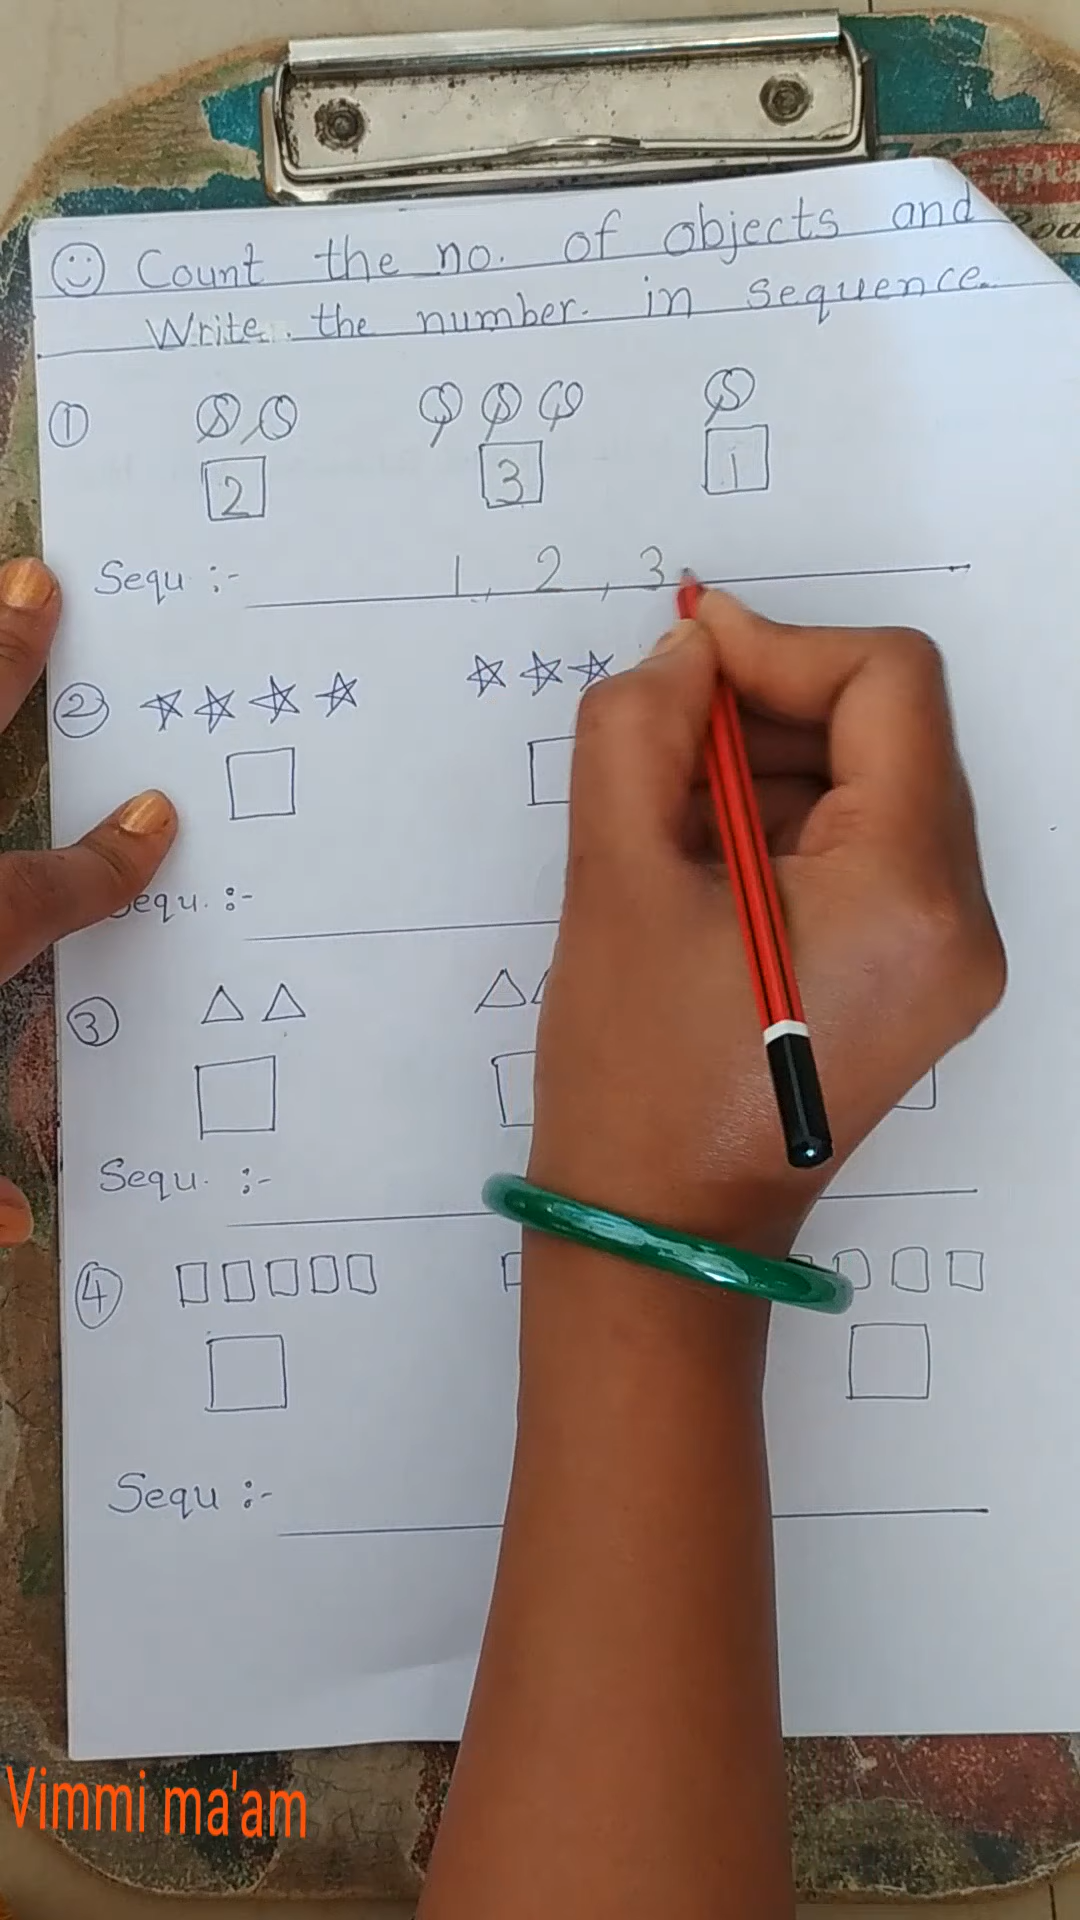 Count the no. of objects and
Write. the number. in sequence.
①
2 3 1
Sequ :- 1, 2, 3
②
Sequ. :-
③
Sequ. :-
④
Sequ :-
Vimmi ma'am